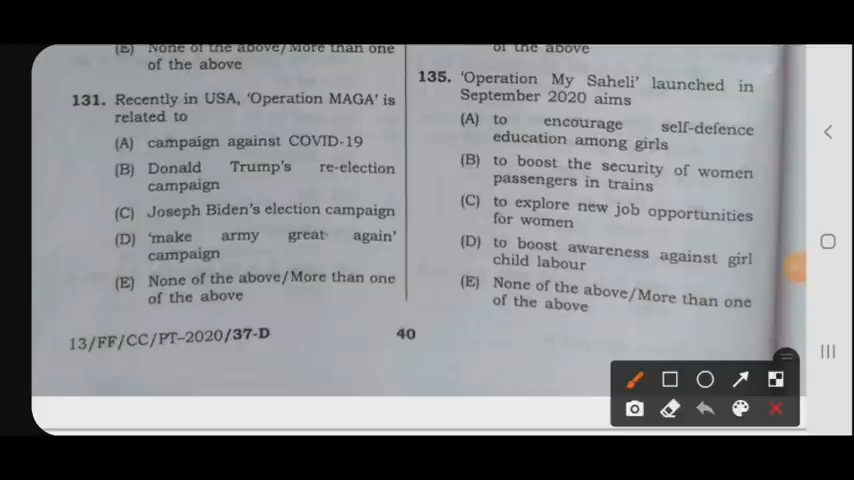 (E) None of the above/More than one
of the above
131. Recently in USA, 'Operation MAGA' is
related to
(A) campaign against COVID-19
(B) Donald Trump's re-election
campaign
(C) Joseph Biden's election campaign
(D) 'make army great again'
campaign
(E) None of the above/More than one
of the above
13/FF/CC/PT–2020/37-D
40
of the above
135. 'Operation My Saheli' launched in
September 2020 aims
(A) to encourage self-defence
education among girls
(B) to boost the security of women
passengers in trains
(C) to explore new job opportunities
for women
(D) to boost awareness against girl
child labour
(E) None of the above/More than one
of the above